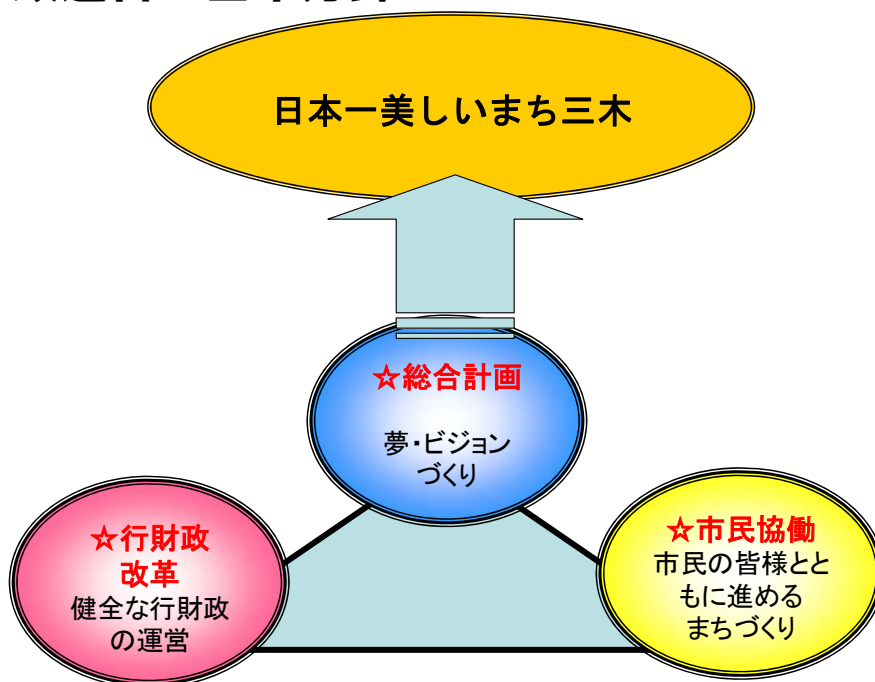 日本一美しいまち三木
☆総合計画
夢・ビジョン
づくり
☆行財政
改革
健全な行財政
の運営
☆市民協働
市民の皆様とと
もに進める
まちづくり